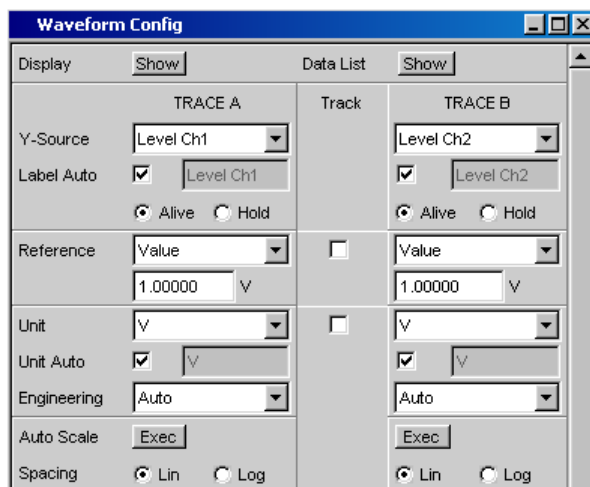 Waveform Config
Display Show Data List Show
TRACE A Track TRACE B
Y-Source Level Ch1 Level Ch2
Label Auto Level Ch1 Level Ch2
Alive Hold Alive Hold
Reference Value Value
1.00000 V 1.00000 V
Unit V V
Unit Auto V V
Engineering Auto Auto
Auto Scale Exec Exec
Spacing Lin Log Lin Log